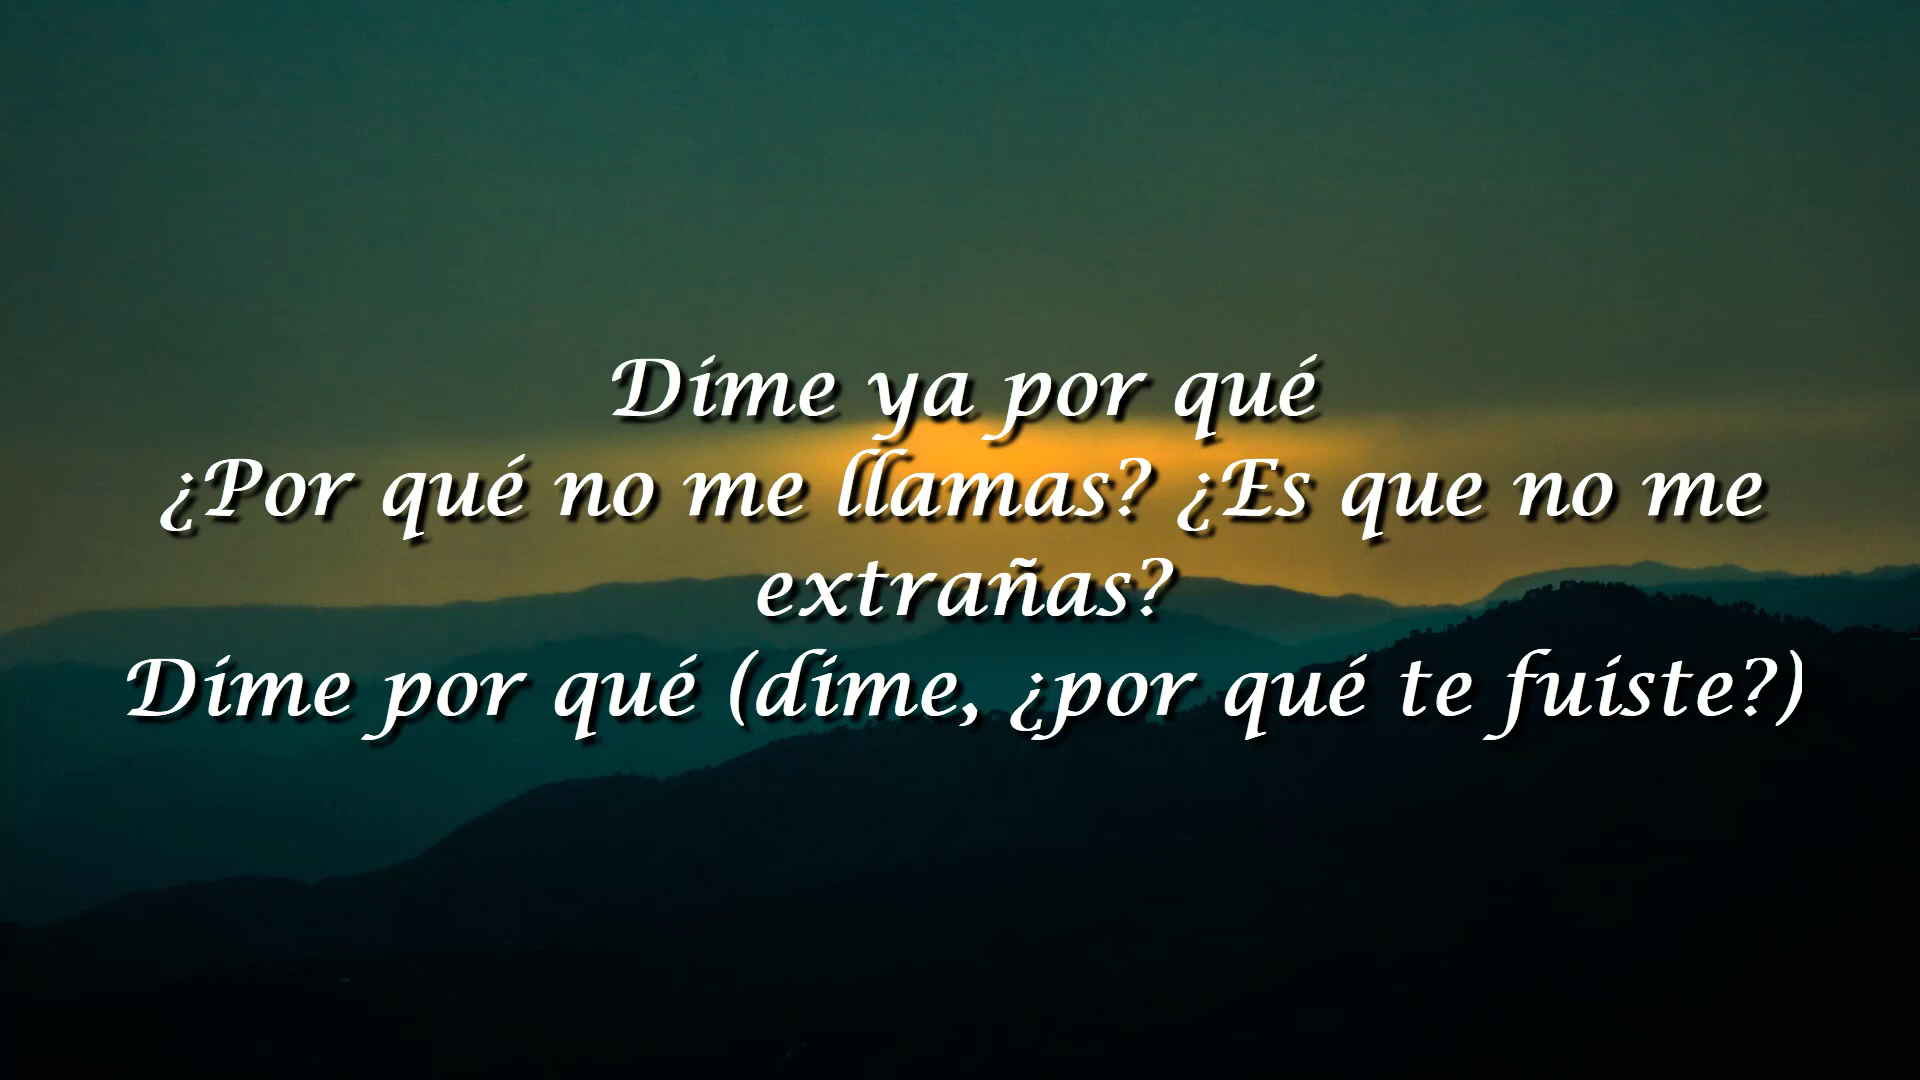 Dime ya por qué
¿Por qué no me llamas? ¿Es que no me
extrañas?
Dime por qué (dime, ¿por qué te fuiste?)